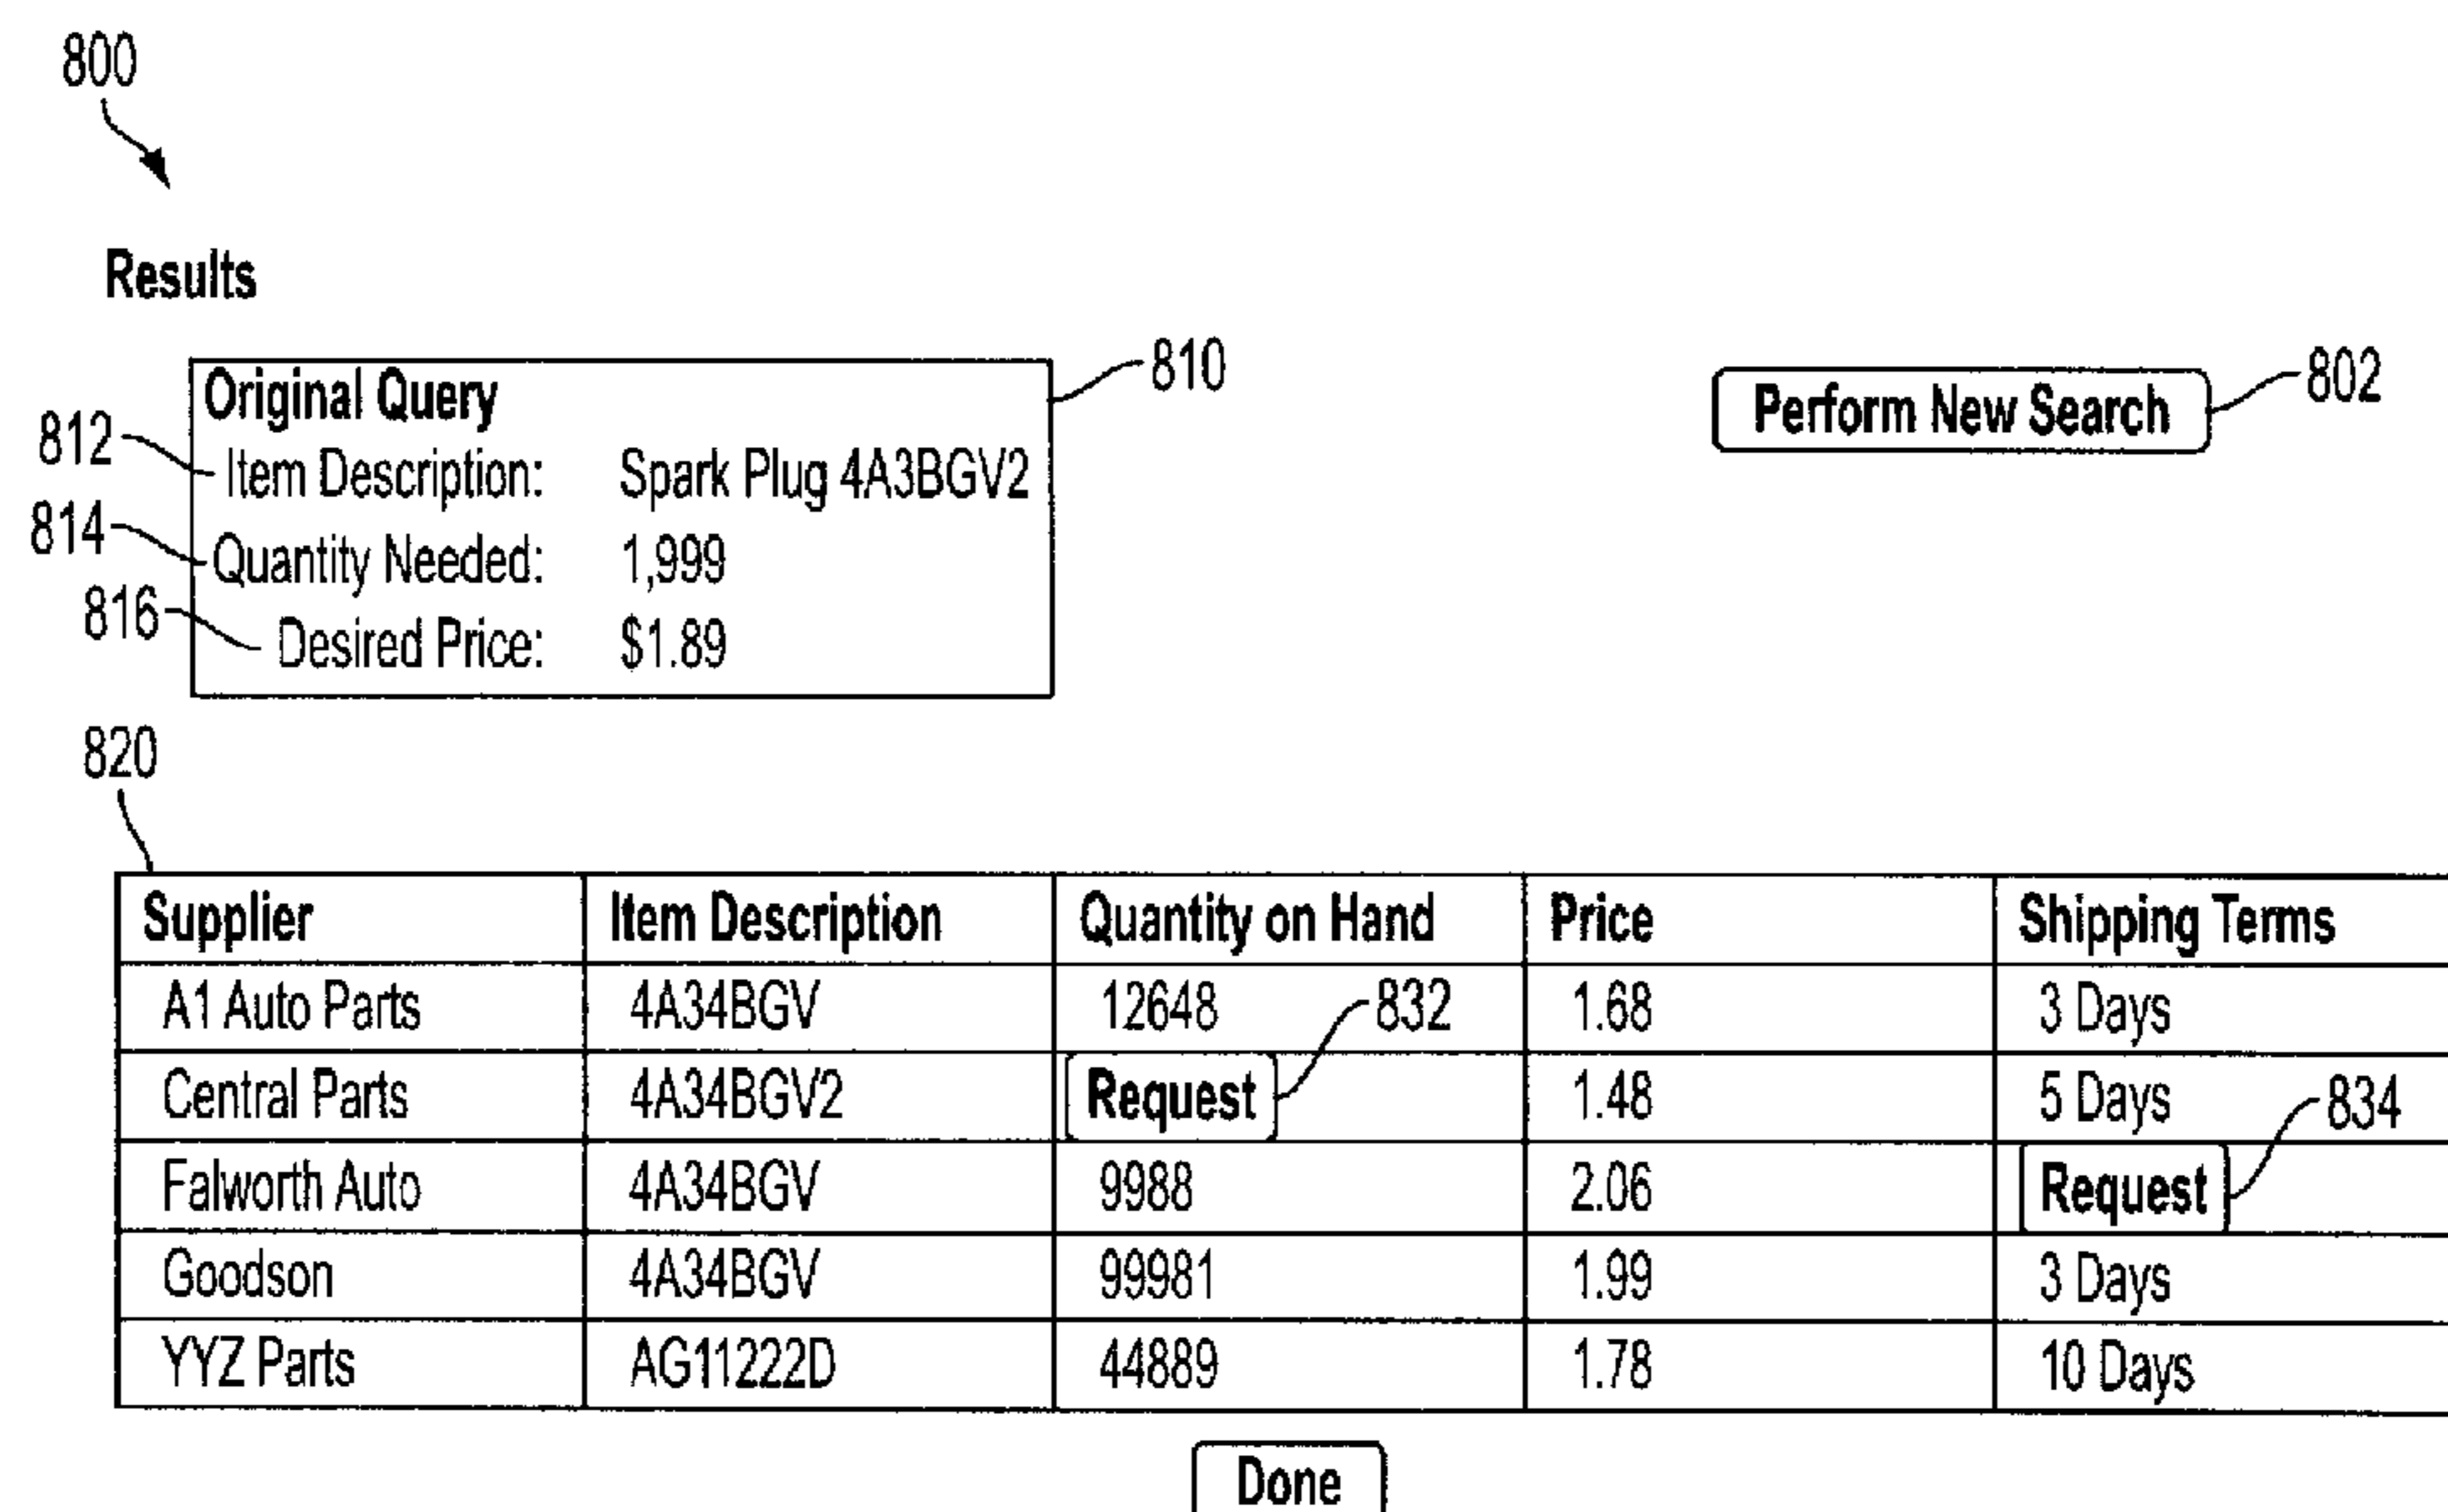 800
Results
Original Query
810
Perform New Search
802
812
Item Description: Spark Plug 4A3BGV2
814
Quantity Needed: 1,999
816
Desired Price: $1.89
820
Supplier Item Description Quantity on Hand Price Shipping Terms
A1 Auto Parts 4A34BGV 12648 832 1.68 3 Days
Central Parts 4A34BGV2 Request 1.48 5 Days 834
Falworth Auto 4A34BGV 9988 2.06 Request
Goodson 4A34BGV 99981 1.99 3 Days
YYZ Parts AG11222D 44889 1.78 10 Days
Done